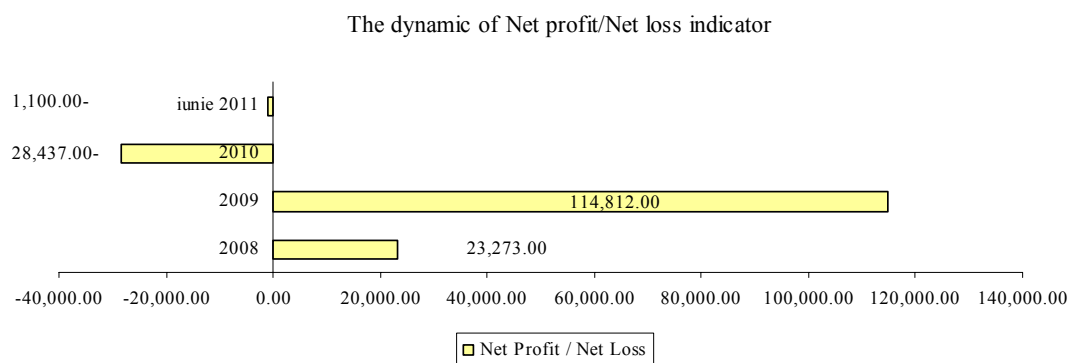 The dynamic of Net profit/Net loss indicator
1,100.00- iunie 2011
28,437.00- 2010
2009 114,812.00
2008 23,273.00
-40,000.00 -20,000.00 0.00 20,000.00 40,000.00 60,000.00 80,000.00 100,000.00 120,000.00 140,000.00
Net Profit / Net Loss